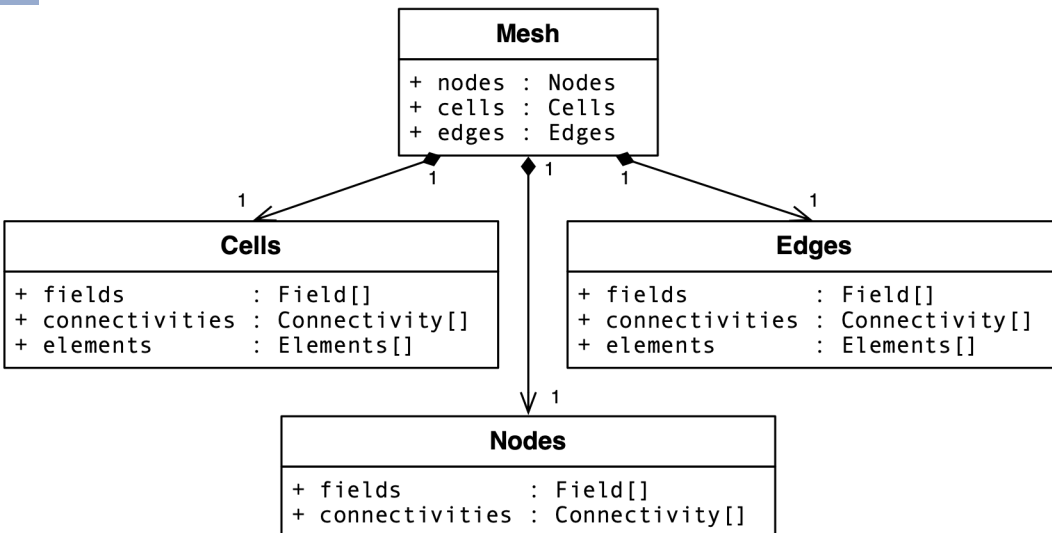 Mesh
+ nodes : Nodes
+ cells : Cells
+ edges : Edges
1
1
1
1
1
Cells
+ fields : Field[]
+ connectivities : Connectivity[]
+ elements : Elements[]
Edges
+ fields : Field[]
+ connectivities : Connectivity[]
+ elements : Elements[]
1
Nodes
+ fields : Field[]
+ connectivities : Connectivity[]